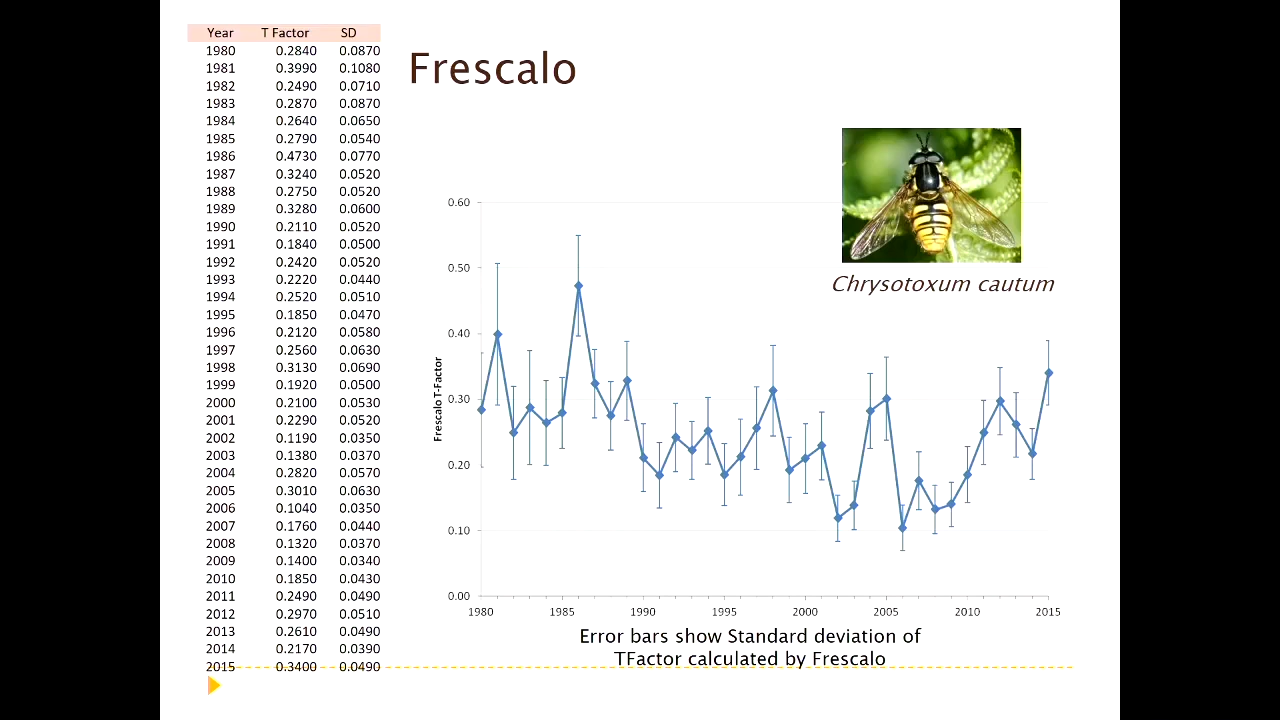 Year T Factor SD
1980 0.2840 0.0870
1981 0.3990 0.1080
1982 0.2490 0.0710
1983 0.2870 0.0870
1984 0.2640 0.0650
1985 0.2790 0.0540
1986 0.4730 0.0770
1987 0.3240 0.0520
1988 0.2750 0.0520
1989 0.3280 0.0600
1990 0.2110 0.0520
1991 0.1840 0.0500
1992 0.2420 0.0520
1993 0.2220 0.0440
1994 0.2520 0.0510
1995 0.1850 0.0470
1996 0.2120 0.0580
1997 0.2560 0.0630
1998 0.3130 0.0690
1999 0.1920 0.0500
2000 0.2100 0.0530
2001 0.2290 0.0520
2002 0.1190 0.0350
2003 0.1380 0.0370
2004 0.2820 0.0570
2005 0.3010 0.0630
2006 0.1040 0.0350
2007 0.1760 0.0440
2008 0.1320 0.0370
2009 0.1400 0.0340
2010 0.1850 0.0430
2011 0.2490 0.0490
2012 0.2970 0.0510
2013 0.2610 0.0490
2014 0.2170 0.0390
2015 0.3400 0.0490
Frescalo
Chrysotoxum cautum
Frescalo T-Factor
0.60
0.50
0.40
0.30
0.20
0.10
0.00
1980 1985 1990 1995 2000 2005 2010 2015
Error bars show Standard deviation of
TFactor calculated by Frescalo